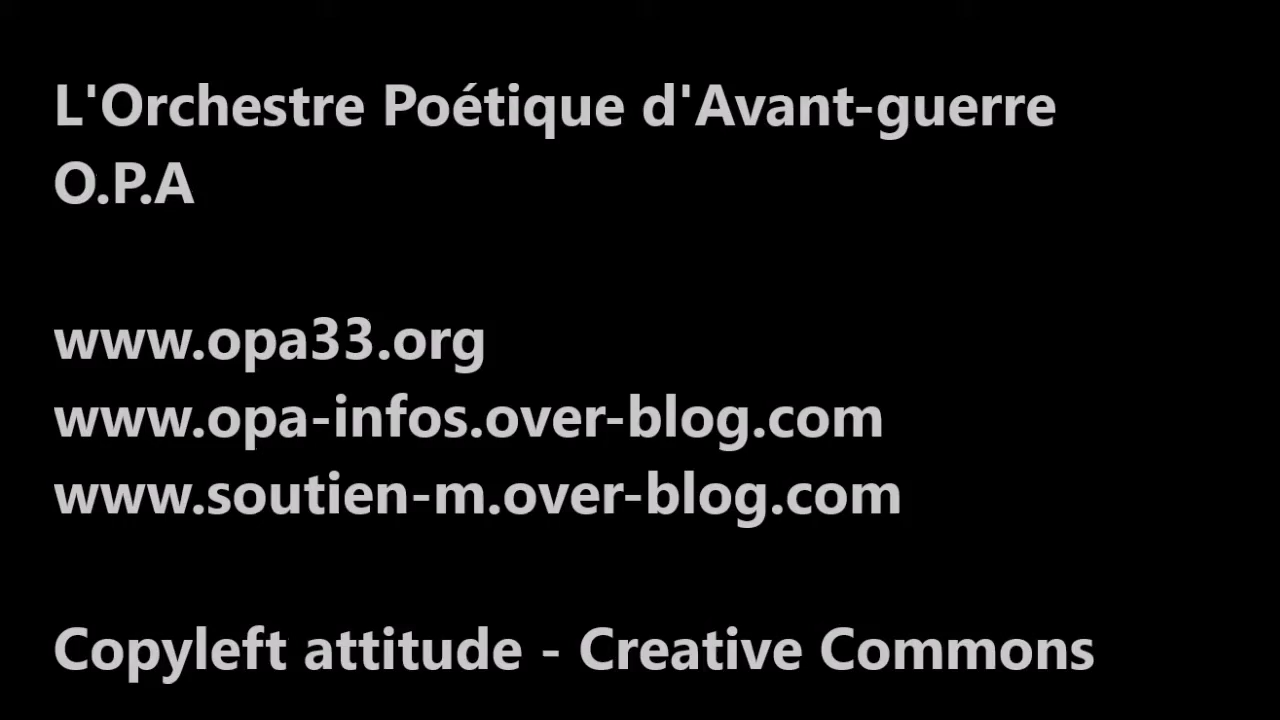 L'Orchestre Poétique d'Avant-guerre
O.P.A
www.opa33.org
www.opa-infos.over-blog.com
www.soutien-m.over-blog.com
Copyleft attitude - Creative Commons